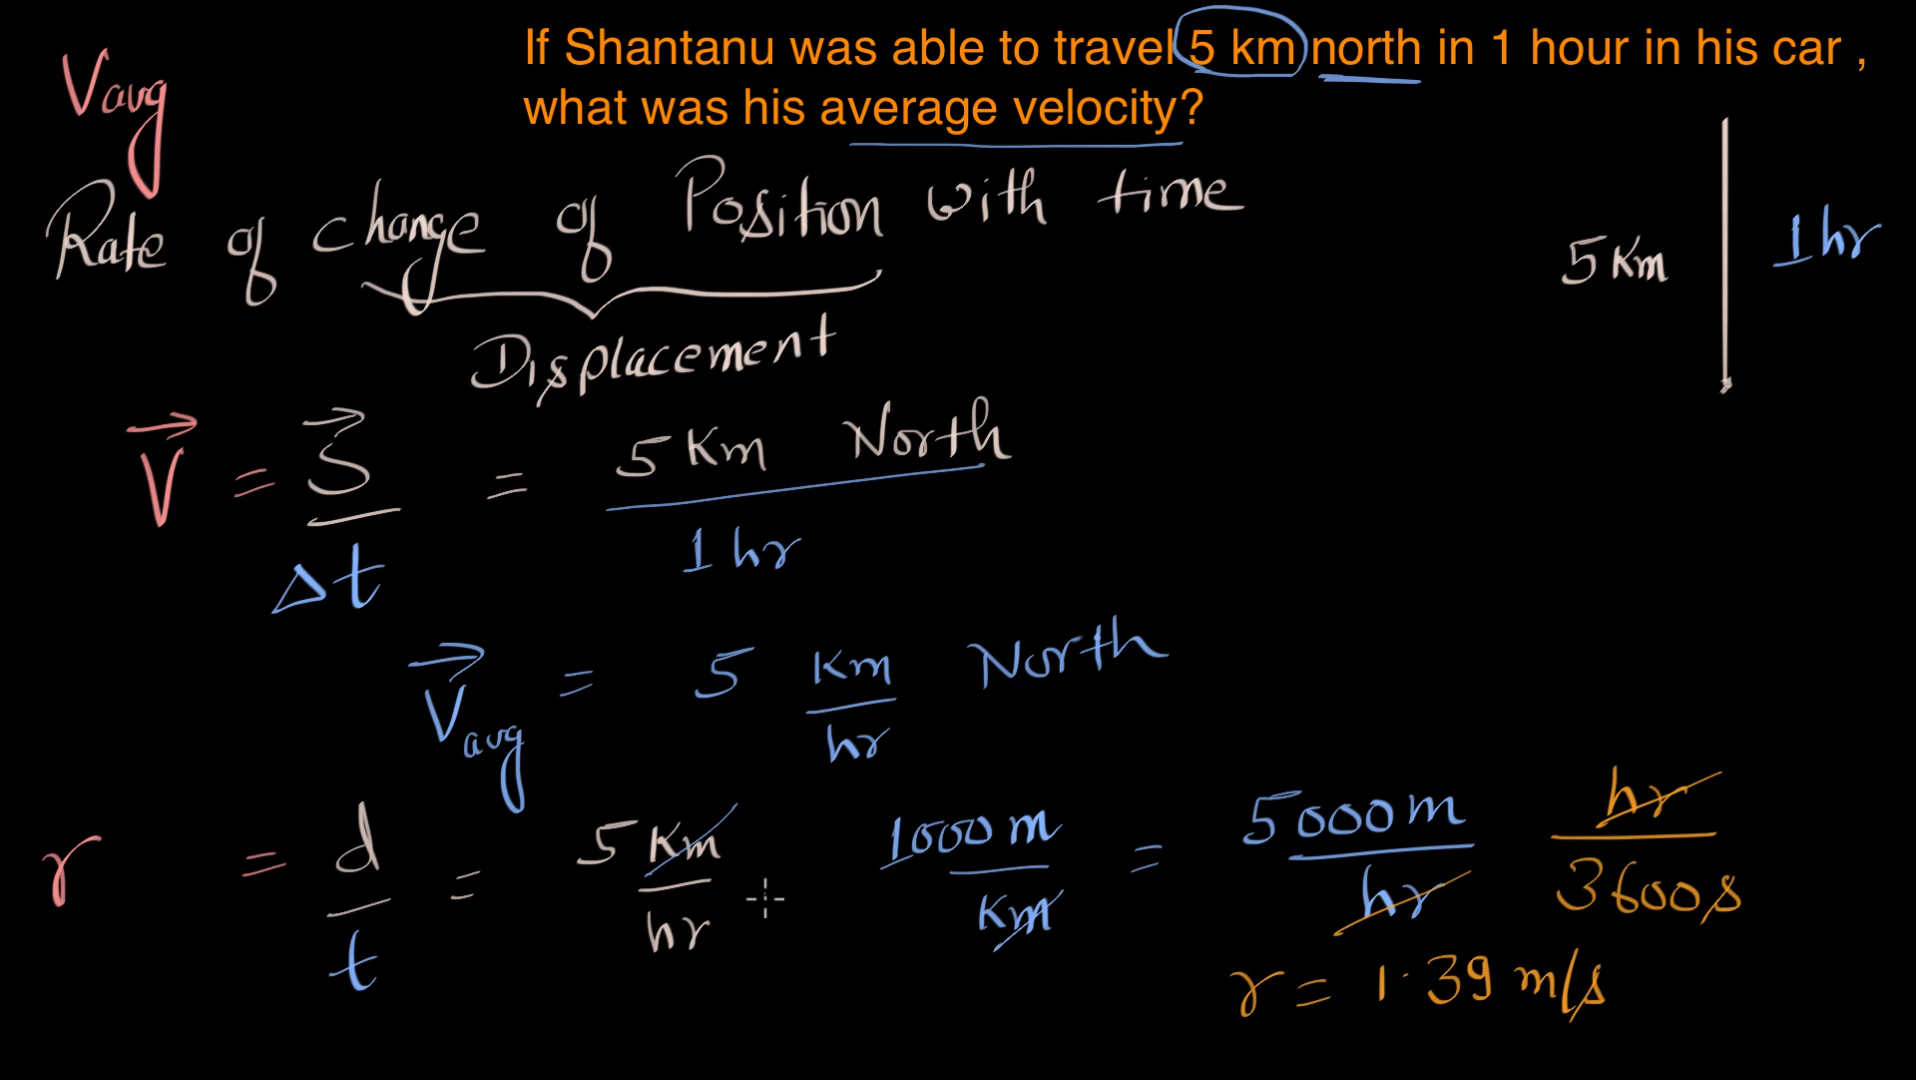 If Shantanu was able to travel 5 km north in 1 hour in his car ,
what was his average velocity?
Vavg
Rate of change of Position with time
Displacement
5 Km 1 hr
V = S / Δt = 5 Km North / 1 hr
Vavg = 5 Km / hr North
r = d / t = 5 Km / hr 1000 m / Km = 5000 m / hr hr / 3600 s
r = 1.39 m/s